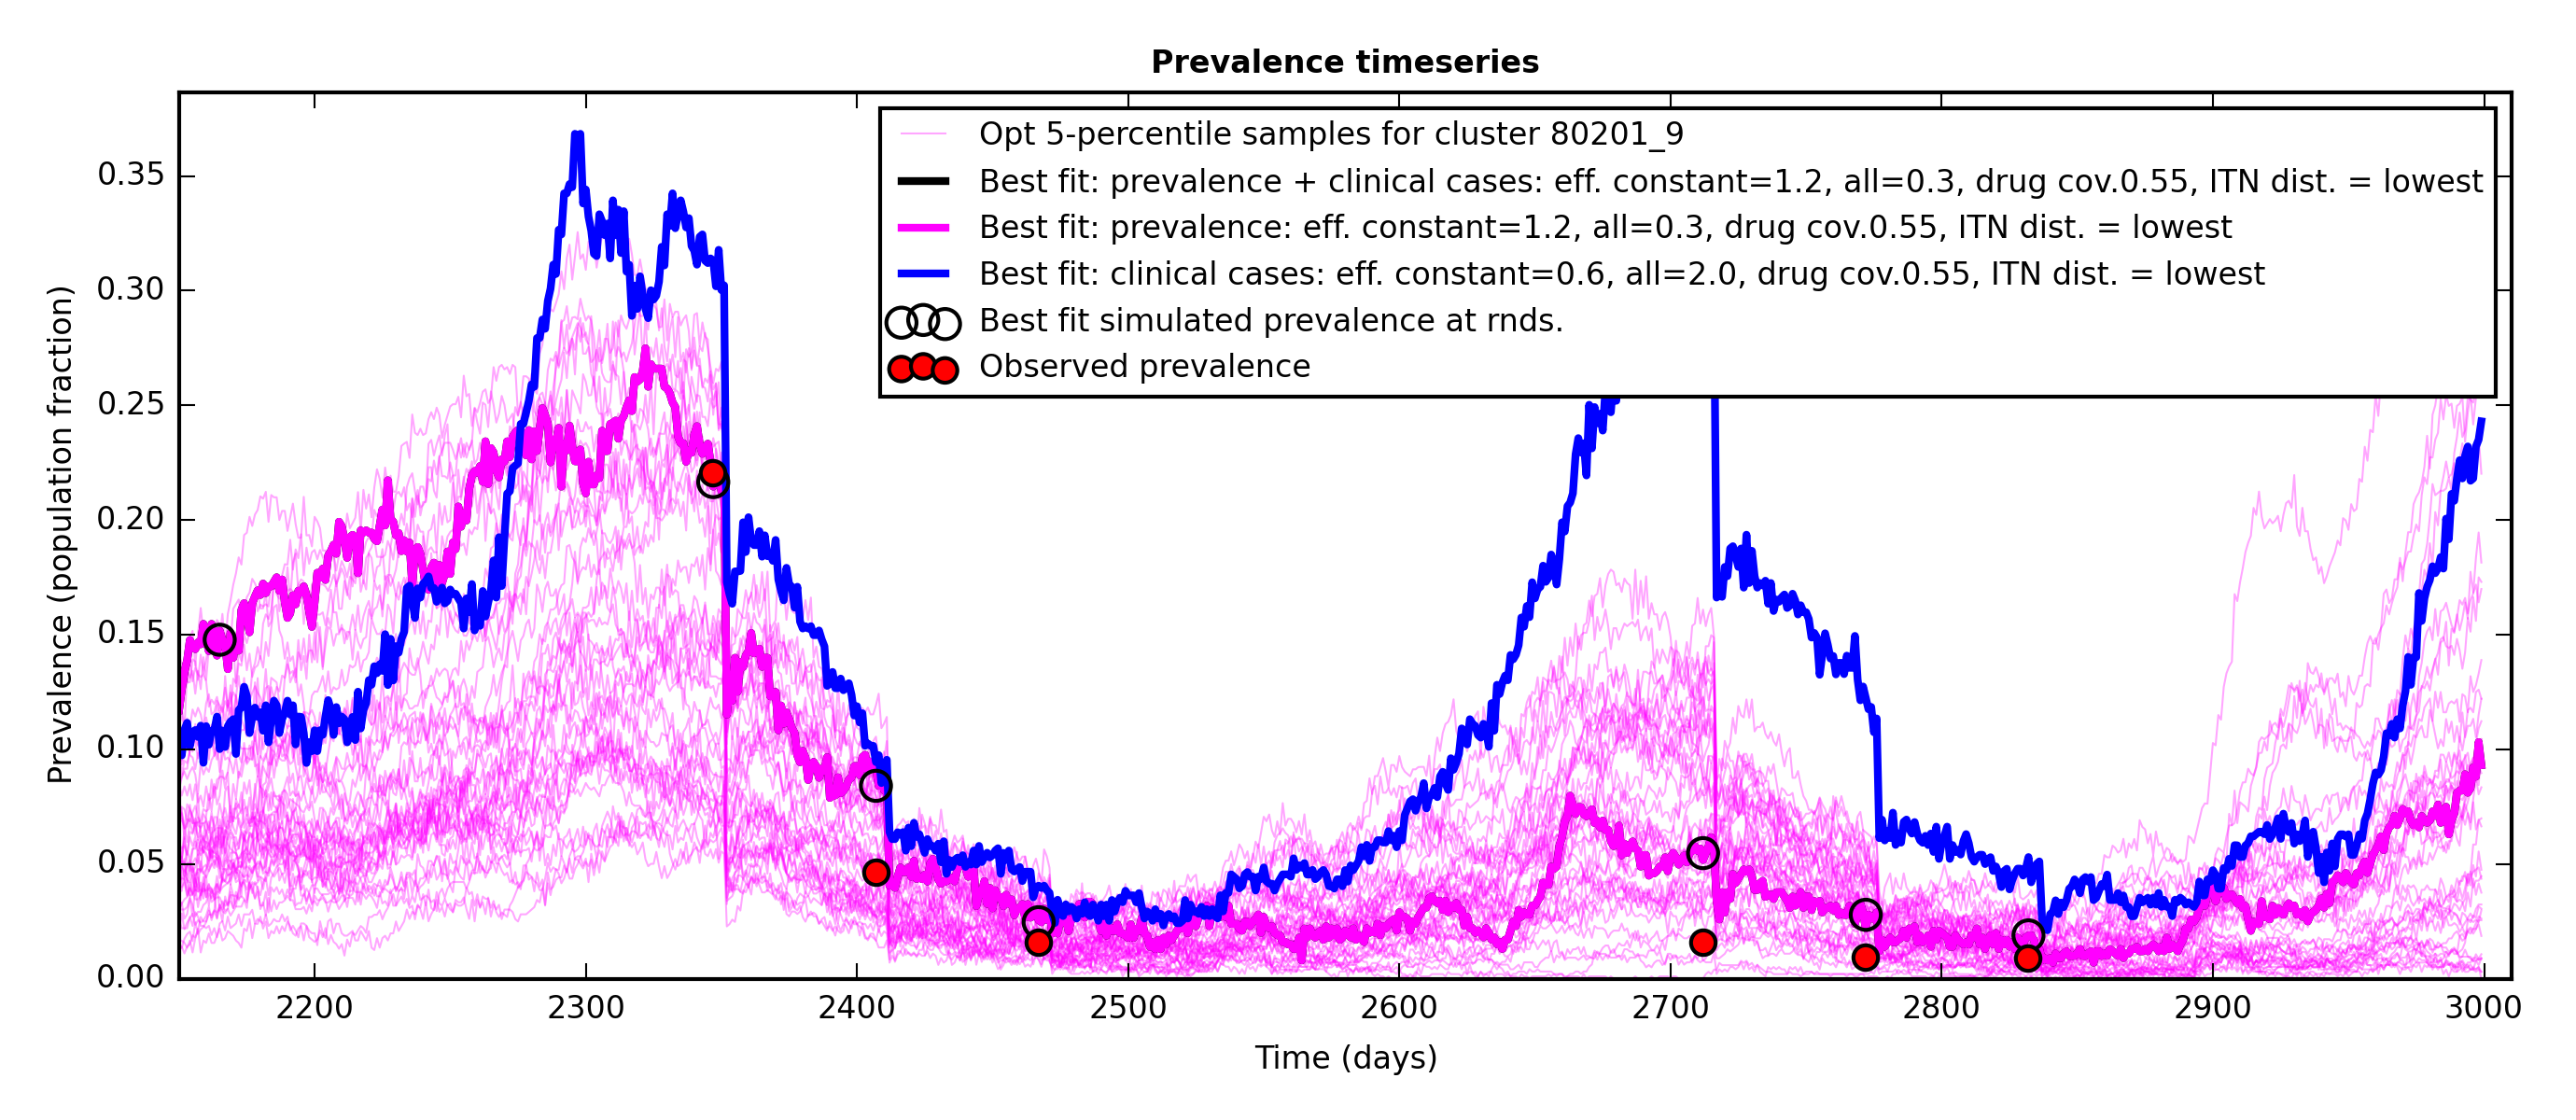 Prevalence timeseries
Opt 5-percentile samples for cluster 80201_9
Best fit: prevalence + clinical cases: eff. constant=1.2, all=0.3, drug cov.0.55, ITN dist. = lowest
Best fit: prevalence: eff. constant=1.2, all=0.3, drug cov.0.55, ITN dist. = lowest
Best fit: clinical cases: eff. constant=0.6, all=2.0, drug cov.0.55, ITN dist. = lowest
Best fit simulated prevalence at rnds.
Observed prevalence
Prevalence (population fraction)
0.35
0.30
0.25
0.20
0.15
0.10
0.05
0.00
2200 2300 2400 2500 2600 2700 2800 2900 3000
Time (days)